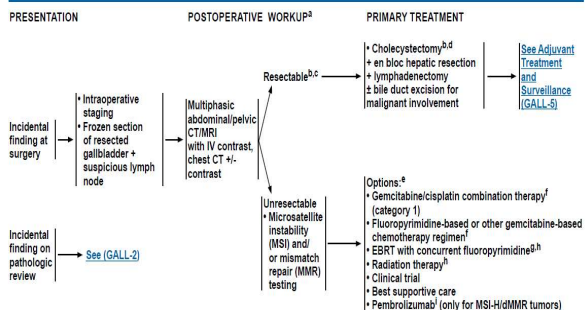 PRESENTATION
POSTOPERATIVE WORKUPᵃ
PRIMARY TREATMENT
Incidental
finding at
surgery
• Intraoperative
staging
• Frozen section
of resected
gallbladder +
suspicious lymph
node
Multiphasic
abdominal/pelvic
CT/MRI
with IV contrast,
chest CT +/-
contrast
Resectableᵇ,ᶜ
• Cholecystectomyᵇ,ᵈ
+ en bloc hepatic resection
+ lymphadenectomy
± bile duct excision for
malignant involvement
See Adjuvant
Treatment
and
Surveillance
(GALL-5)
Unresectable
• Microsatellite
instability
(MSI) and/
or mismatch
repair (MMR)
testing
Options:ᵉ
• Gemcitabine/cisplatin combination therapyᶠ
(category 1)
• Fluoropyrimidine-based or other gemcitabine-based
chemotherapy regimenᶠ
• EBRT with concurrent fluoropyrimidineᵍ,ʰ
• Radiation therapyʰ
• Clinical trial
• Best supportive care
• Pembrolizumabⁱ (only for MSI-H/dMMR tumors)
Incidental
finding on
pathologic
review
See (GALL-2)